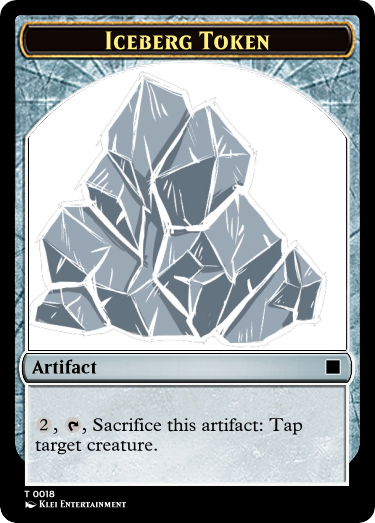 Iceberg Token
Artifact
2, , Sacrifice this artifact: Tap
target creature.
T 0018
Klei Entertainment